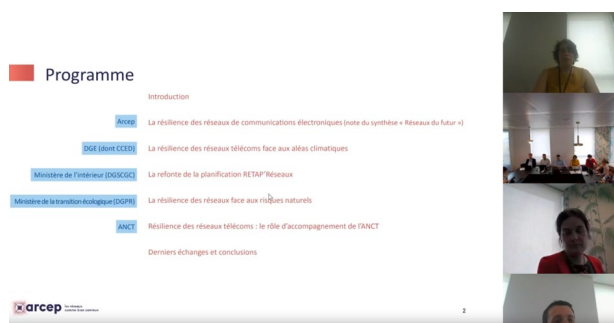 Programme
Introduction
Arcep La résilience des réseaux de communications électroniques (note du synthèse « Réseaux du futur »)
DGE (dont CCED) La résilience des réseaux télécoms face aux aléas climatiques
Ministère de l'intérieur (DGSCGC) La refonte de la planification RETAP'Réseaux
Ministère de la transition écologique (DGPR) La résilience des réseaux face aux risques naturels
ANCT Résilience des réseaux télécoms : le rôle d'accompagnement de l'ANCT
Derniers échanges et conclusions
arcep
2